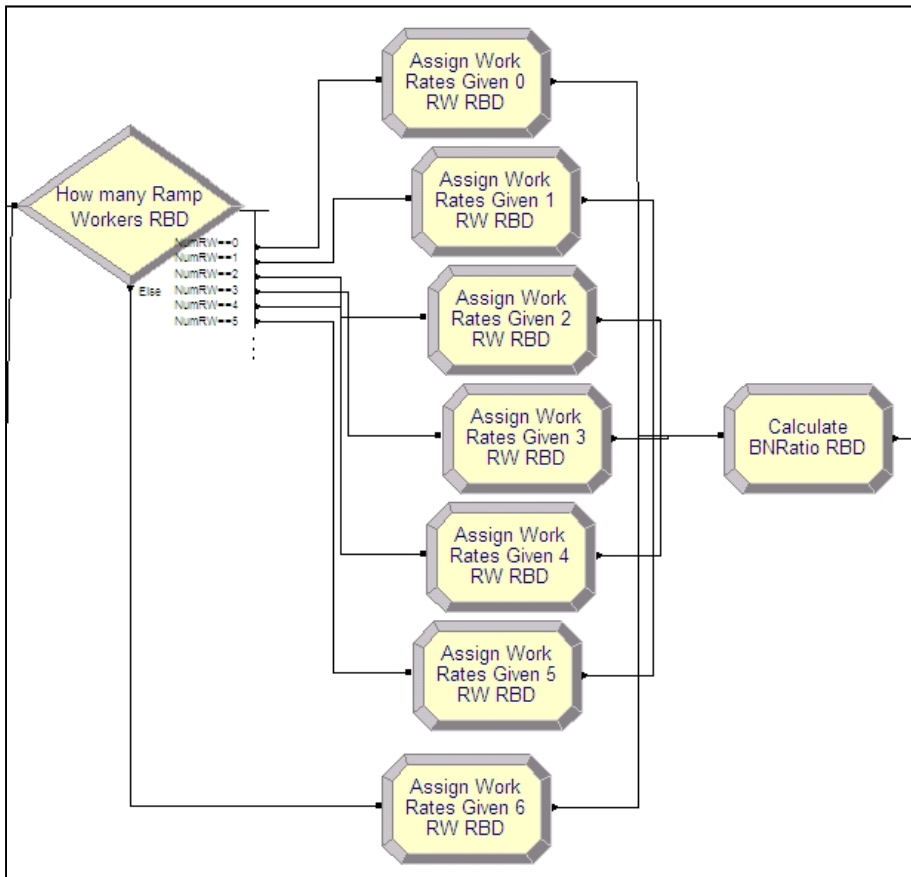 Assign Work
Rates Given 0
RW RBD
How many Ramp
Workers RBD
NumRW==0
NumRW==1
NumRW==2
NumRW==3
NumRW==4
NumRW==5
Else
Assign Work
Rates Given 1
RW RBD
Assign Work
Rates Given 2
RW RBD
Assign Work
Rates Given 3
RW RBD
Assign Work
Rates Given 4
RW RBD
Assign Work
Rates Given 5
RW RBD
Assign Work
Rates Given 6
RW RBD
Calculate
BNRatio RBD